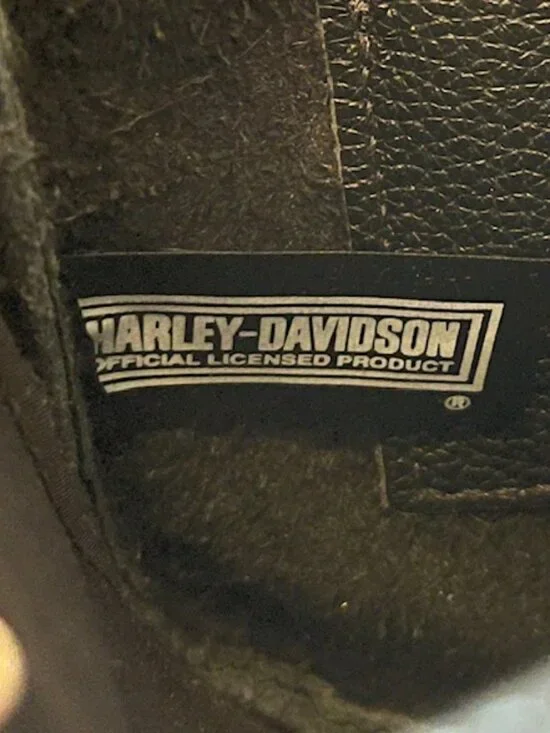 HARLEY-DAVIDSON
OFFICIAL LICENSED PRODUCT
®